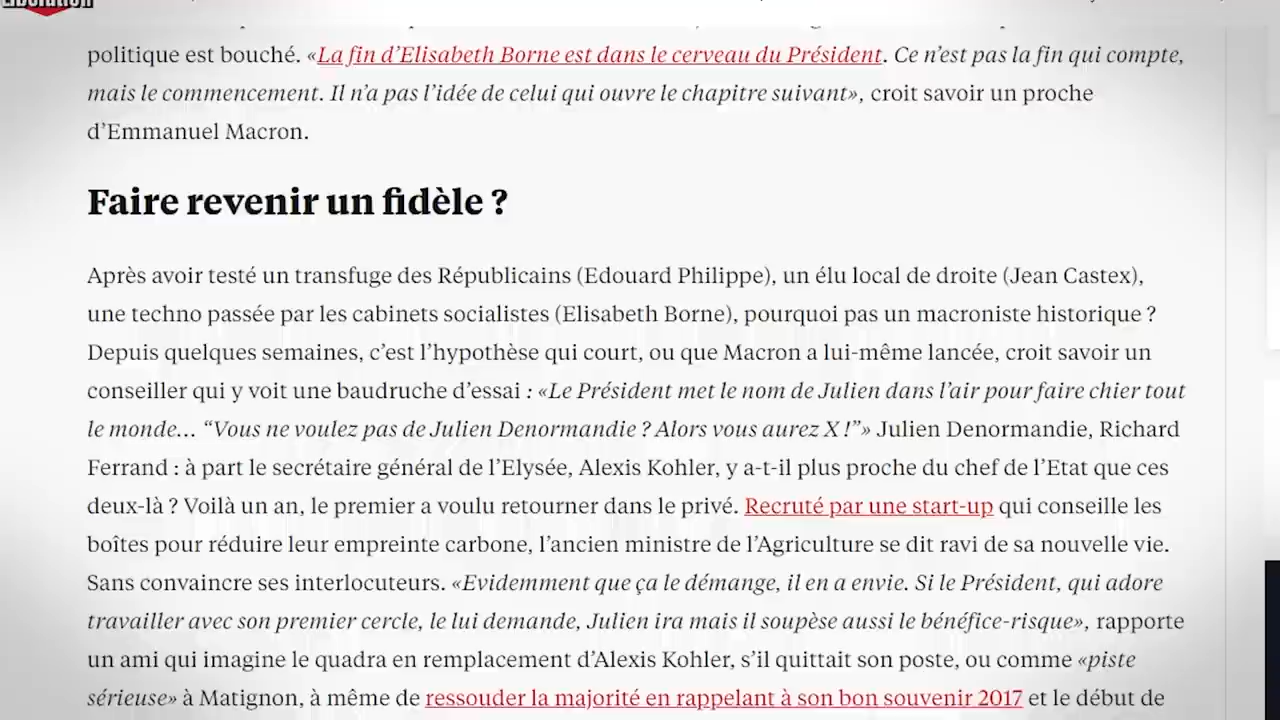 Libération
politique est bouché. «La fin d’Elisabeth Borne est dans le cerveau du Président. Ce n’est pas la fin qui compte,
mais le commencement. Il n’a pas l’idée de celui qui ouvre le chapitre suivant», croit savoir un proche
d’Emmanuel Macron.
Faire revenir un fidèle ?
Après avoir testé un transfuge des Républicains (Edouard Philippe), un élu local de droite (Jean Castex),
une techno passée par les cabinets socialistes (Elisabeth Borne), pourquoi pas un macroniste historique ?
Depuis quelques semaines, c’est l’hypothèse qui court, ou que Macron a lui-même lancée, croit savoir un
conseiller qui y voit une baudruche d’essai : «Le Président met le nom de Julien dans l’air pour faire chier tout
le monde… “Vous ne voulez pas de Julien Denormandie ? Alors vous aurez X !”» Julien Denormandie, Richard
Ferrand : à part le secrétaire général de l’Elysée, Alexis Kohler, y a-t-il plus proche du chef de l’Etat que ces
deux-là ? Voilà un an, le premier a voulu retourner dans le privé. Recruté par une start-up qui conseille les
boîtes pour réduire leur empreinte carbone, l’ancien ministre de l’Agriculture se dit ravi de sa nouvelle vie.
Sans convaincre ses interlocuteurs. «Evidemment que ça le démange, il en a envie. Si le Président, qui adore
travailler avec son premier cercle, le lui demande, Julien ira mais il soupèse aussi le bénéfice-risque», rapporte
un ami qui imagine le quadra en remplacement d’Alexis Kohler, s’il quittait son poste, ou comme «piste
sérieuse» à Matignon, à même de ressouder la majorité en rappelant à son bon souvenir 2017 et le début de